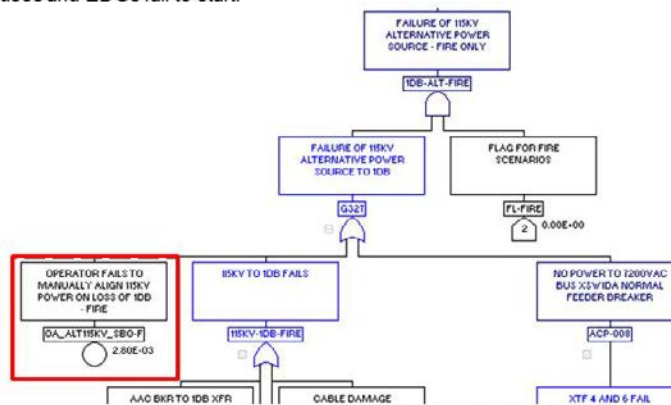 fail to start.
FAILURE OF 115KV
ALTERNATIVE POWER
SOURCE - FIRE ONLY
1DB-ALT-FIRE
FAILURE OF 115KV
ALTERNATIVE POWER
SOURCE TO 1DB
FLAG FOR FIRE
SCENARIOS
G32T
FL-FIRE
2
0.00E+00
OPERATOR FAILS TO
MANUALLY ALIGN 115KV
POWER ON LOSS OF 1DB
- FIRE
115KV TO 1DB FAILS
NO POWER TO 7200VAC
BUS XSW1DA NORMAL
FEEDER BREAKER
OA_ALT115KV_SBO-F
115KV-1DB-FIRE
ACP-008
2.80E-03
AAC BKR TO 1DB XFR
CABLE DAMAGE
XTF 4 AND 6 FAIL